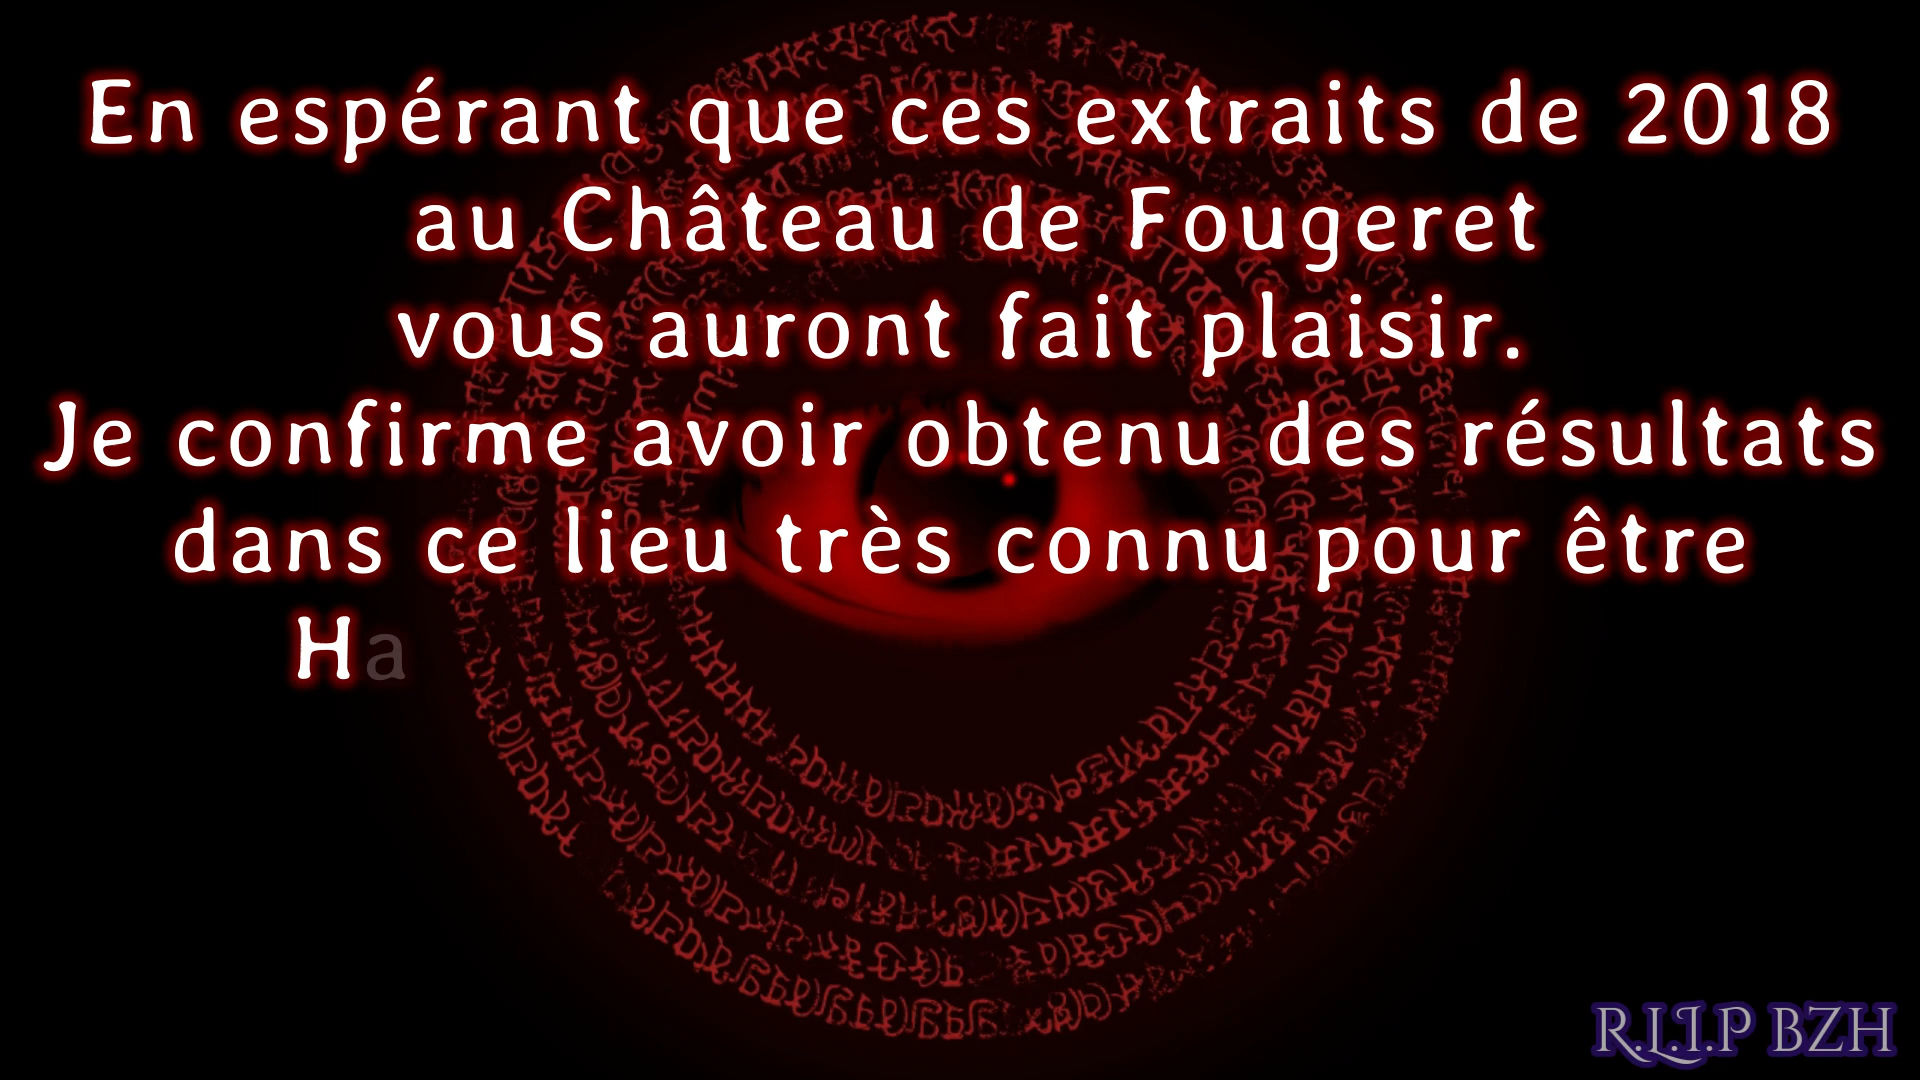 En espérant que ces extraits de 2018
au Château de Fougeret
vous auront fait plaisir.
Je confirme avoir obtenu des résultats
dans ce lieu très connu pour être
Ha
R.I.I.P BZH